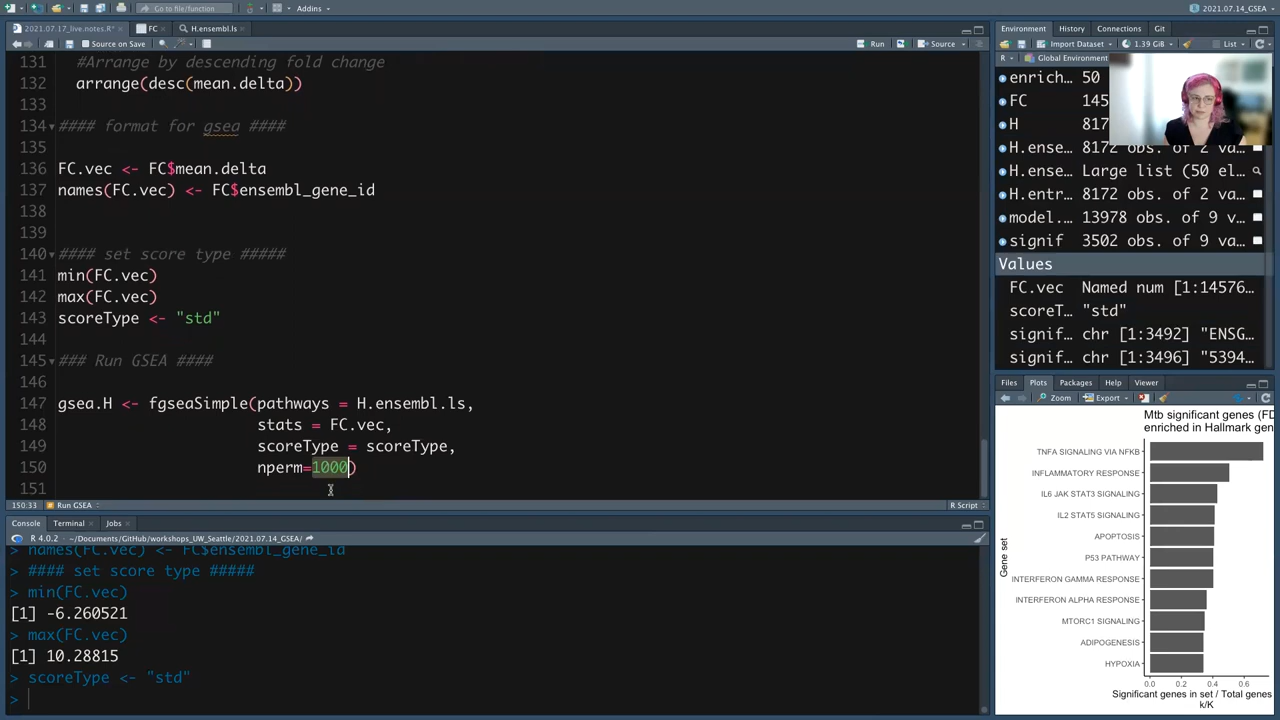 Go to file/function
Addins
2021.07.14_GSEA
2021.07.17_live.notes.R*
FC
H.ensembl.ls
Source on Save
Run
Source
131 #Arrange by descending fold change
132 arrange(desc(mean.delta))
133
134 #### format for gsea ####
135
136 FC.vec <- FC$mean.delta
137 names(FC.vec) <- FC$ensembl_gene_id
138
139
140 #### set score type #####
141 min(FC.vec)
142 max(FC.vec)
143 scoreType <- "std"
144
145 ### Run GSEA ####
146
147 gsea.H <- fgseaSimple(pathways = H.ensembl.ls,
148 stats = FC.vec,
149 scoreType = scoreType,
150 nperm=1000)
151
150:33
Run GSEA
R Script
Console
Terminal
Jobs
R 4.0.2 · ~/Documents/GitHub/workshops_UW_Seattle/2021.07.14_GSEA/
> names(FC.vec) <- FC$ensembl_gene_id
> #### set score type #####
> min(FC.vec)
[1] -6.260521
> max(FC.vec)
[1] 10.28815
> scoreType <- "std"
>
Environment
History
Connections
Git
Import Dataset
1.39 GiB
List
R
Global Environment
enrich… 50
FC 145
H 817
H.ense… 8172 obs. of 2 va…
H.ense… Large list (50 el…
H.entr… 8172 obs. of 2 va…
model.… 13978 obs. of 9 v…
signif 3502 obs. of 9 va…
Values
FC.vec Named num [1:14576…
scoreT… "std"
signif… chr [1:3492] "ENSG…
signif… chr [1:3496] "5394…
Files
Plots
Packages
Help
Viewer
Zoom
Export
Mtb significant genes (FD
enriched in Hallmark gen
TNFA SIGNALING VIA NFKB
INFLAMMATORY RESPONSE
IL6 JAK STAT3 SIGNALING
IL2 STAT5 SIGNALING
APOPTOSIS
P53 PATHWAY
INTERFERON GAMMA RESPONSE
INTERFERON ALPHA RESPONSE
MTORC1 SIGNALING
ADIPOGENESIS
HYPOXIA
Gene set
0.0 0.2 0.4 0.6
Significant genes in set / Total genes
k/K